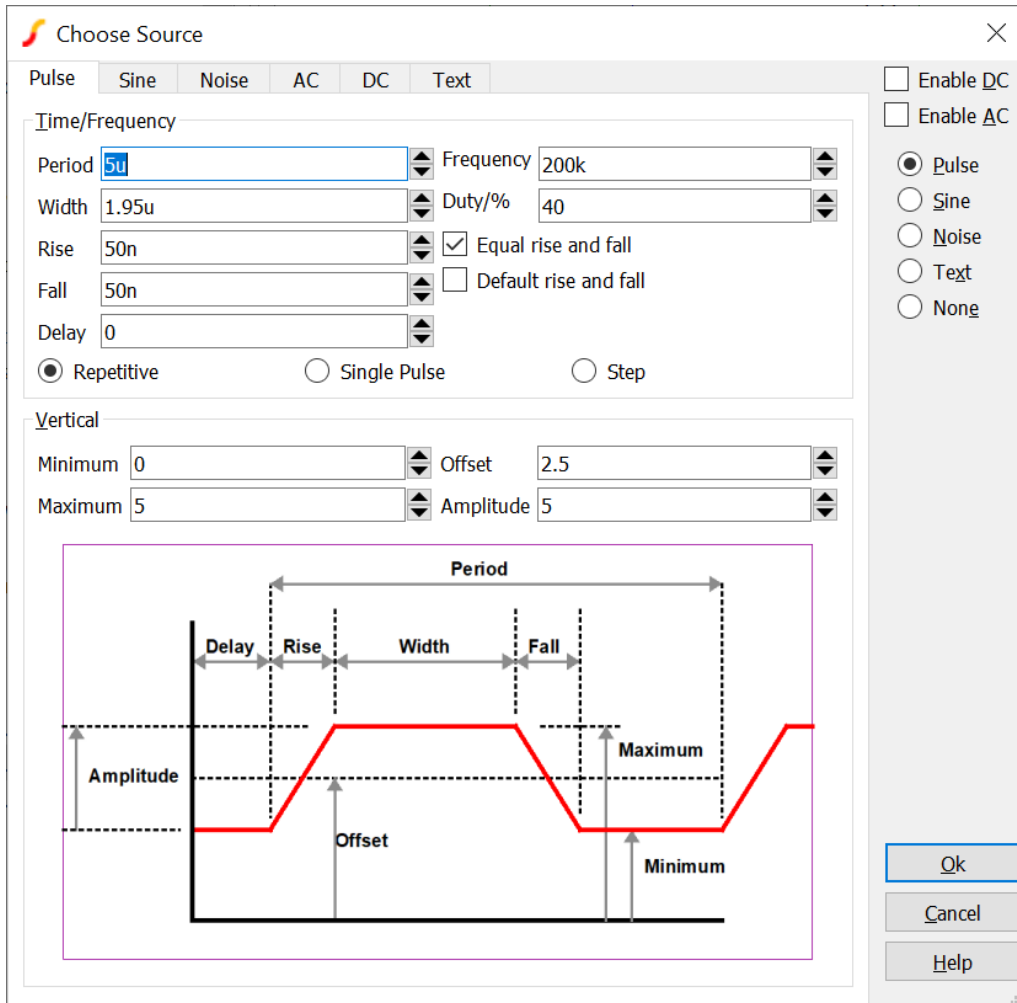 Choose Source
Pulse Sine Noise AC DC Text
Enable DC
Enable AC
Time/Frequency
Period 5u Frequency 200k
Width 1.95u Duty/% 40
Rise 50n Equal rise and fall
Fall 50n Default rise and fall
Delay 0
Repetitive Single Pulse Step
Pulse
Sine
Noise
Text
None
Vertical
Minimum 0 Offset 2.5
Maximum 5 Amplitude 5
Period
Delay Rise Width Fall
Maximum
Amplitude
Offset
Minimum
Ok
Cancel
Help